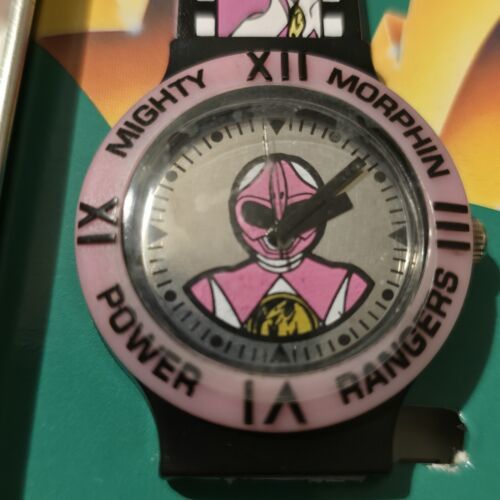 XII
MIGHTY MORPHIN
IX III
POWER RANGERS
VI